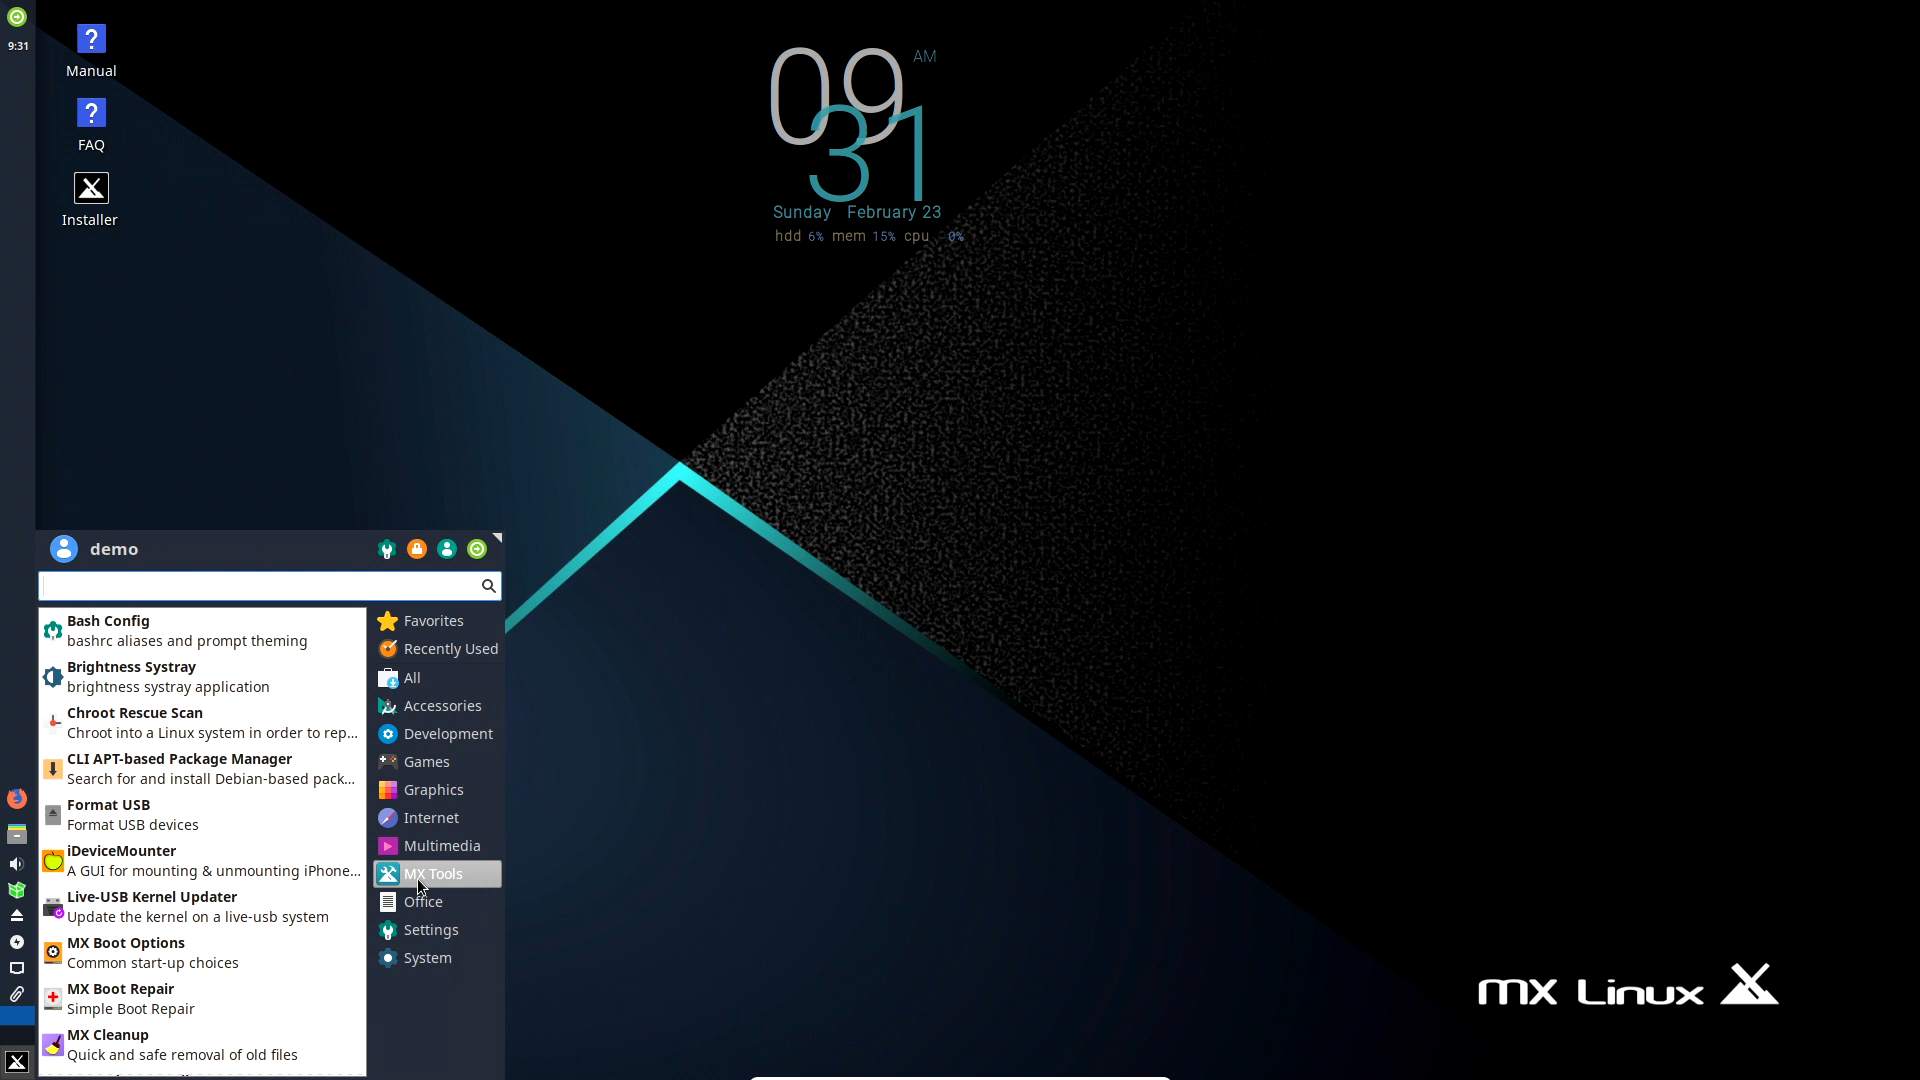 9:31
Manual
FAQ
Installer
09
AM
31
Sunday February 23
hdd 6% mem 15% cpu 0%
demo
Bash Config
bashrc aliases and prompt theming
Brightness Systray
brightness systray application
Chroot Rescue Scan
Chroot into a Linux system in order to rep...
CLI APT-based Package Manager
Search for and install Debian-based pack...
Format USB
Format USB devices
iDeviceMounter
A GUI for mounting & unmounting iPhone...
Live-USB Kernel Updater
Update the kernel on a live-usb system
MX Boot Options
Common start-up choices
MX Boot Repair
Simple Boot Repair
MX Cleanup
Quick and safe removal of old files
Favorites
Recently Used
All
Accessories
Development
Games
Graphics
Internet
Multimedia
MX Tools
Office
Settings
System
mx Linux